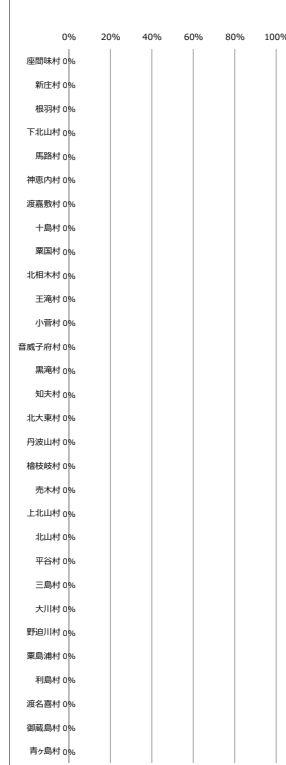 0% 20% 40% 60% 80% 100%
座間味村 0%
新庄村 0%
根羽村 0%
下北山村 0%
馬路村 0%
神恵内村 0%
渡嘉敷村 0%
十島村 0%
粟国村 0%
北相木村 0%
王滝村 0%
小菅村 0%
音威子府村 0%
黒滝村 0%
知夫村 0%
北大東村 0%
丹波山村 0%
檜枝岐村 0%
売木村 0%
上北山村 0%
北山村 0%
平谷村 0%
三島村 0%
大川村 0%
野迫川村 0%
粟島浦村 0%
利島村 0%
渡名喜村 0%
御蔵島村 0%
青ヶ島村 0%